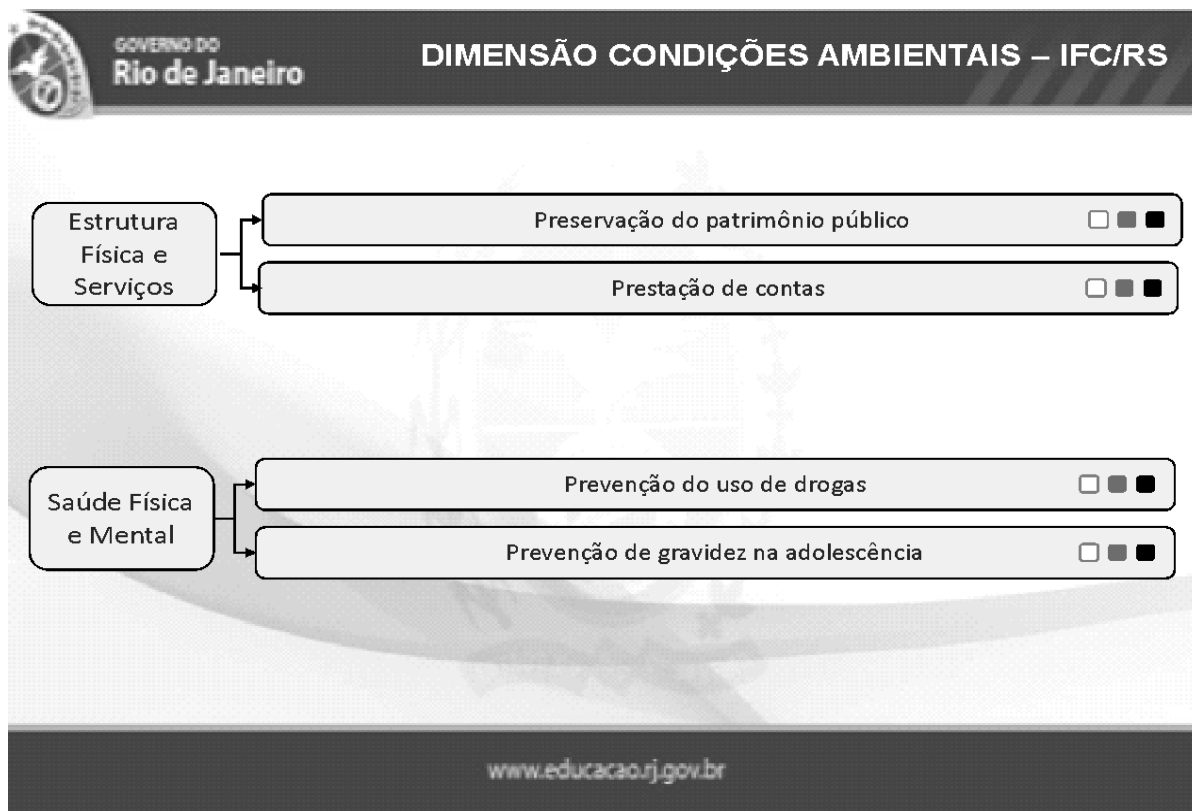 GOVERNO DO
Rio de Janeiro
DIMENSÃO CONDIÇÕES AMBIENTAIS – IFC/RS
Estrutura
Física e
Serviços
Preservação do patrimônio público
Prestação de contas
Saúde Física
e Mental
Prevenção do uso de drogas
Prevenção de gravidez na adolescência
www.educacao.rj.gov.br